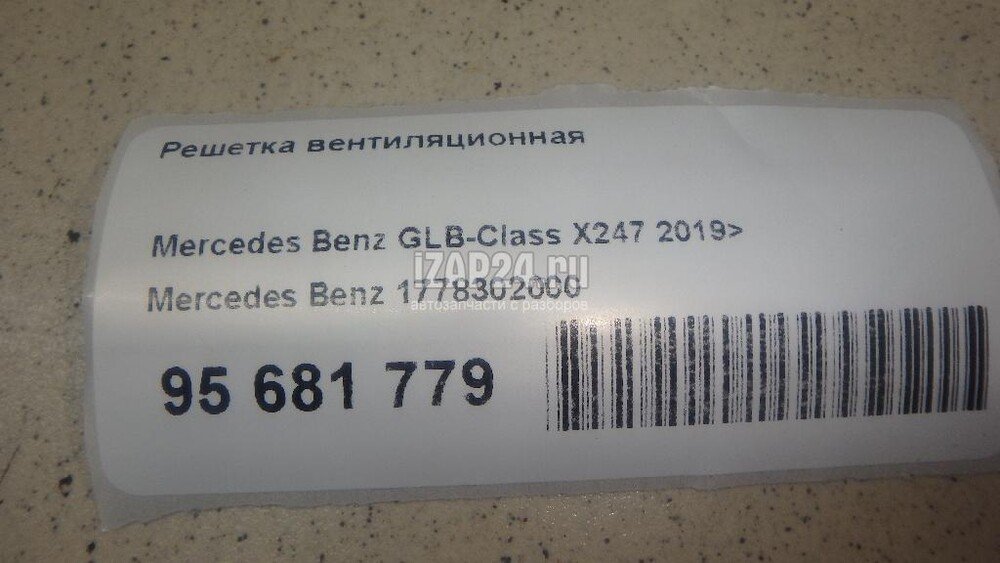 Решетка вентиляционная
Mercedes Benz GLB-Class X247 2019>
iZAP24.ru
Mercedes Benz 1778302000
автозапчасти с разборов
95 681 779